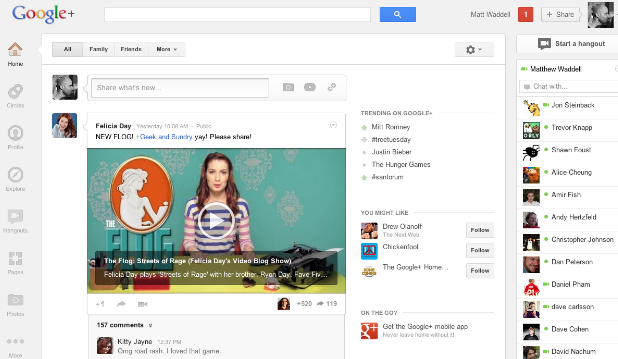 Google+
Matt Waddell
1
+ Share
All
Family
Friends
More
Start a hangout
Home
Circles
Profile
Explore
Hangouts
Pages
Photos
More
Share what's new...
Felicia Day Yesterday 10:09 AM - Public
NEW FLOG! +Geek and Sundry yay! Please share!
THE
FLOG
The Flog: Streets of Rage (Felicia Day's Video Blog Show)
Felicia Day plays 'Streets of Rage' with her brother, Ryon Day. Fave Fiv...
+1
+520
119
157 comments
Kitty Jayne 12:37 PM
Omg road rash. I loved that game.
TRENDING ON GOOGLE+
Mitt Romney
#treetuesday
Justin Bieber
The Hunger Games
#santorum
YOU MIGHT LIKE
Drew Olanoff
The Next Web
Follow
Chickenfoot
Follow
The Google+ Home...
Follow
ON THE GO?
Get the Google+ mobile app
Never leave home without it!
Matthew Waddell
Chat with...
Jon Steinback
Trevor Knapp
Shawn Foust
Alice Cheung
Amir Fish
Andy Hertzfeld
Christopher Johnson
Dan Peterson
Daniel Pham
dave carlsson
Dave Cohen
David Nachum